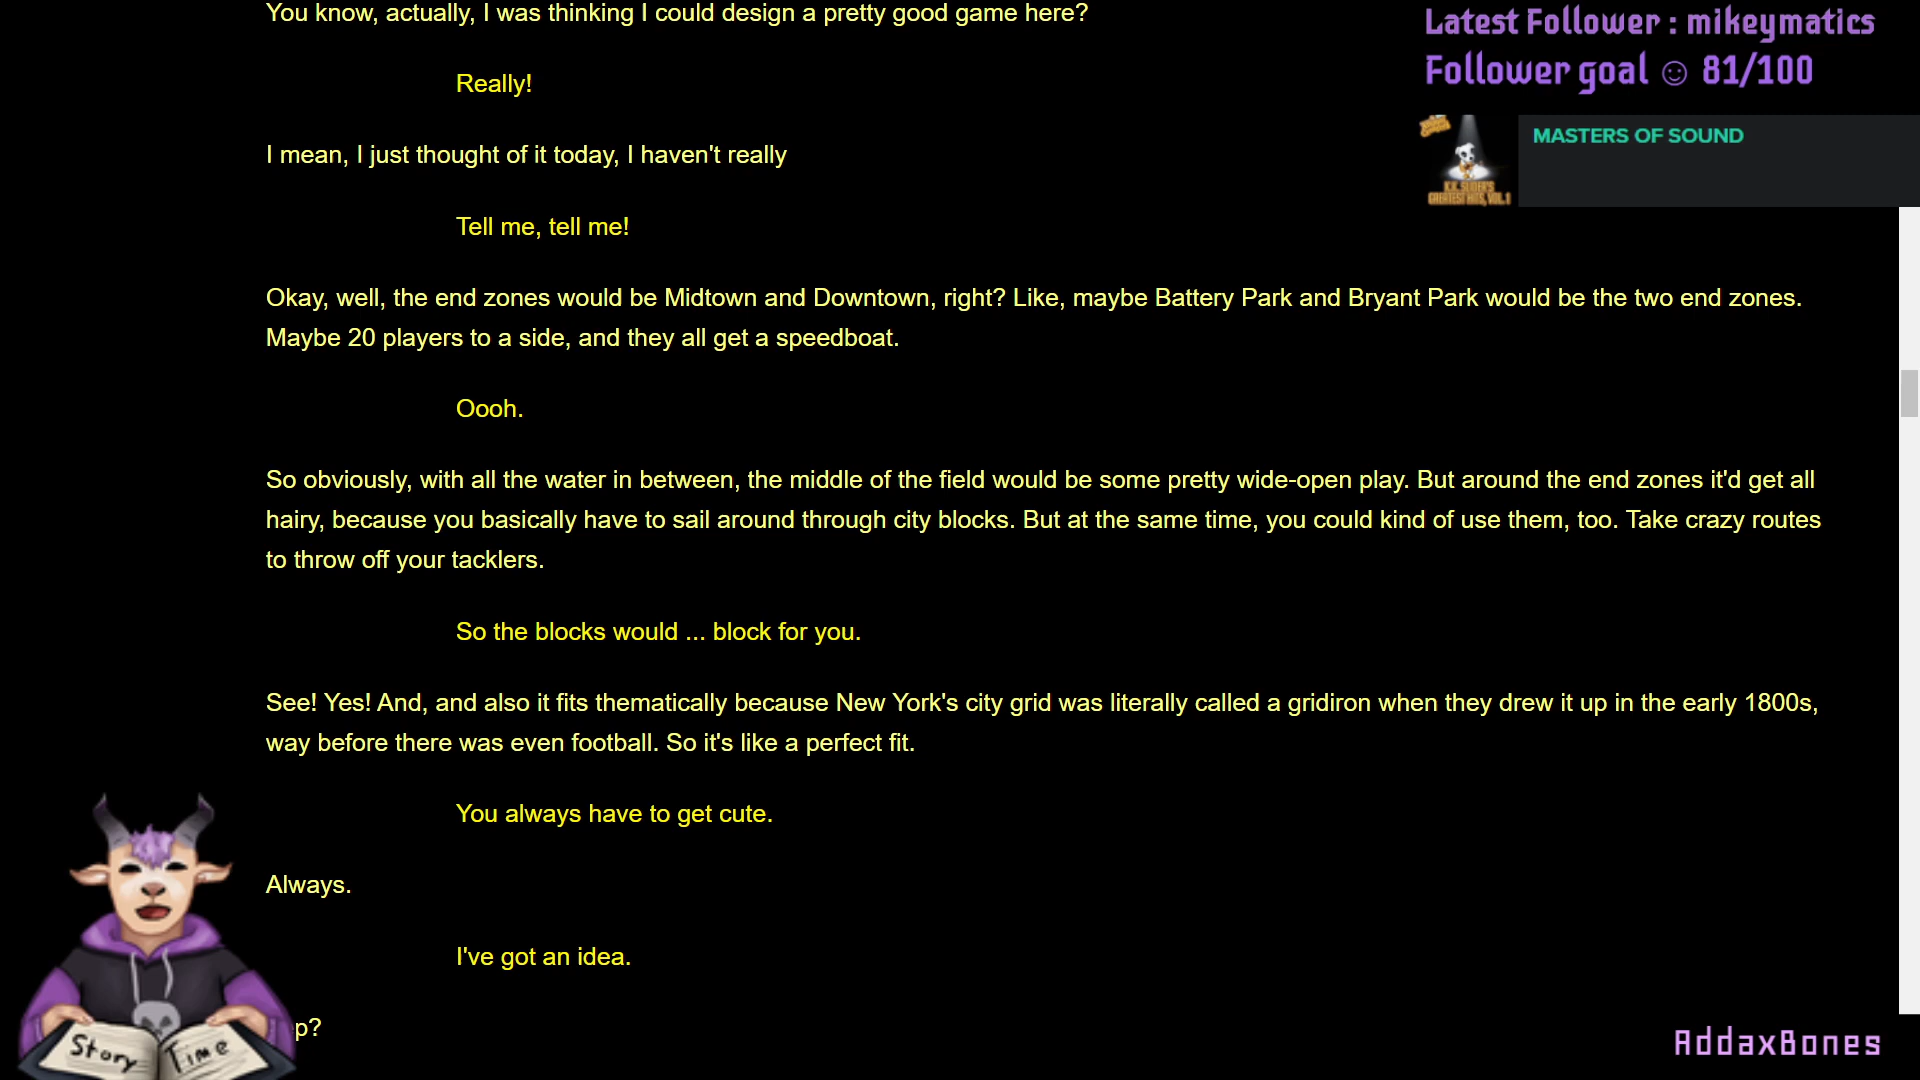 You know, actually, I was thinking I could design a pretty good game here?
Really!
I mean, I just thought of it today, I haven't really
Tell me, tell me!
Okay, well, the end zones would be Midtown and Downtown, right? Like, maybe Battery Park and Bryant Park would be the two end zones.
Maybe 20 players to a side, and they all get a speedboat.
Oooh.
So obviously, with all the water in between, the middle of the field would be some pretty wide-open play. But around the end zones it'd get all
hairy, because you basically have to sail around through city blocks. But at the same time, you could kind of use them, too. Take crazy routes
to throw off your tacklers.
So the blocks would ... block for you.
See! Yes! And, and also it fits thematically because New York's city grid was literally called a gridiron when they drew it up in the early 1800s,
way before there was even football. So it's like a perfect fit.
You always have to get cute.
Always.
I've got an idea.
p?
Latest Follower : mikeymatics
Follower goal ☺ 81/100
MASTERS OF SOUND
K.K. SLIDER'S
GREATEST HITS, VOL. 1
Story Time
AddaxBones